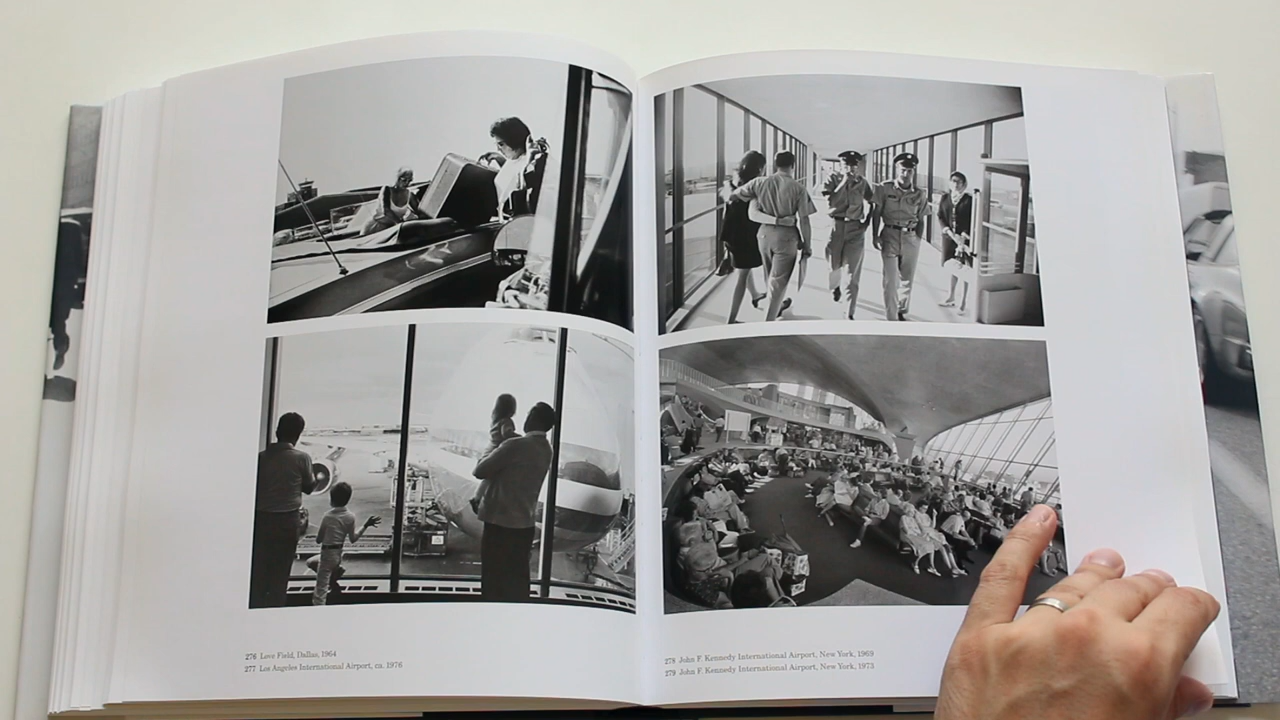 276 Love Field, Dallas, 1964
277 Los Angeles International Airport, ca. 1976
278 John F. Kennedy International Airport, New York, 1969
279 John F. Kennedy International Airport, New York, 1973